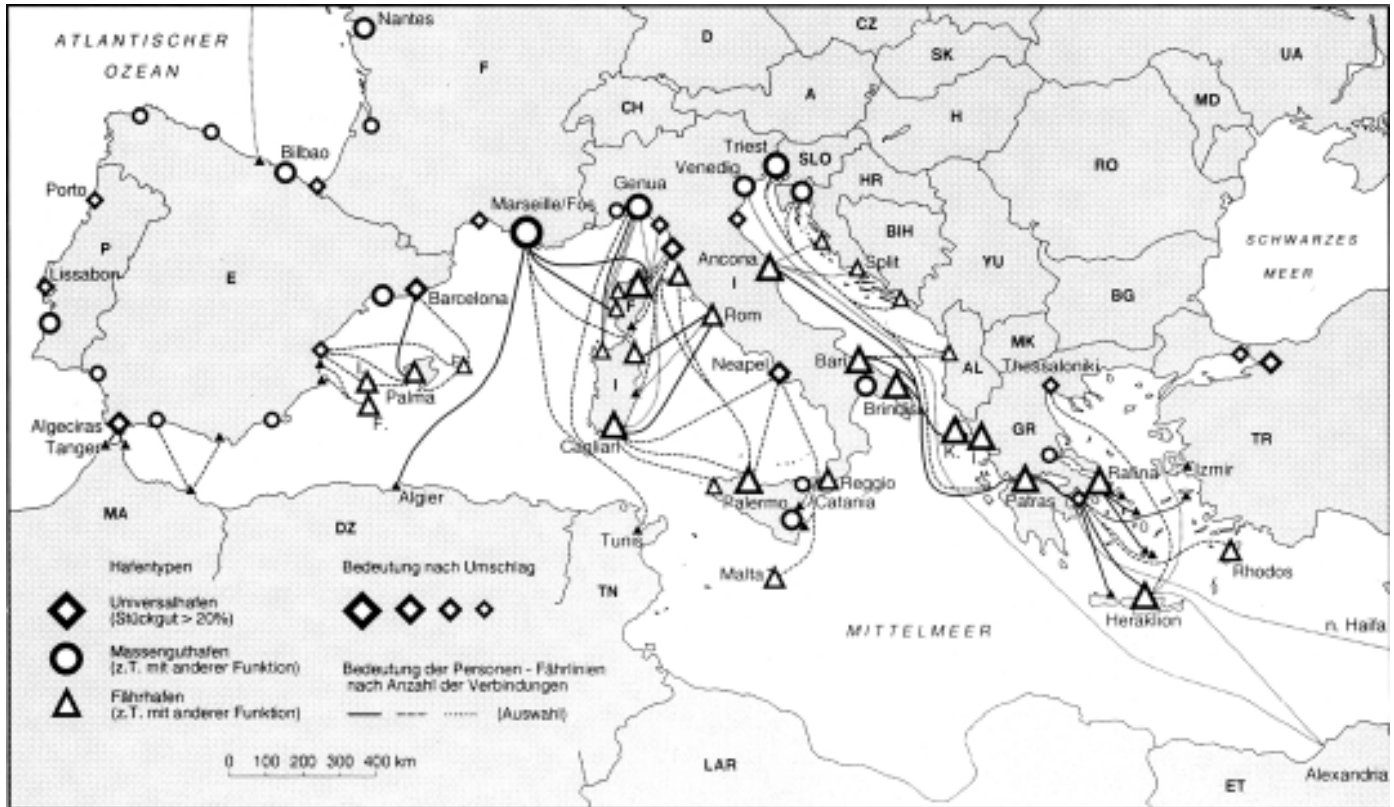 ATLANTISCHER
OZEAN
Nantes
F
D
CZ
SK
UA
CH
A
H
MD
RO
Bilbao
Porto
P
Lissabon
E
Marseille/Fos
Genua
Venedig
Triest
SLO
HR
BIH
YU
SCHWARZES
MEER
BG
Barcelona
Ancona
I
Split
F
Rom
MK
AL
Thessaloniki
Palma
F.
Neapel
Bari
Brindisi
GR
TR
Algeciras
Tanger
I
Cagliari
K.
I.
Rafina
Izmir
Patras
Algier
Palermo
Reggio
Catania
MA
DZ
Tunis
TN
Malta
Rhodos
Heraklion
MITTELMEER
n. Haifa
LAR
ET
Alexandria
Hafentypen
Universalhafen
(Stückgut > 20%)
Massenguthafen
(z.T. mit anderer Funktion)
Fährhafen
(z.T. mit anderer Funktion)
Bedeutung nach Umschlag
Bedeutung der Personen - Fährlinien
nach Anzahl der Verbindungen
(Auswahl)
0 100 200 300 400 km